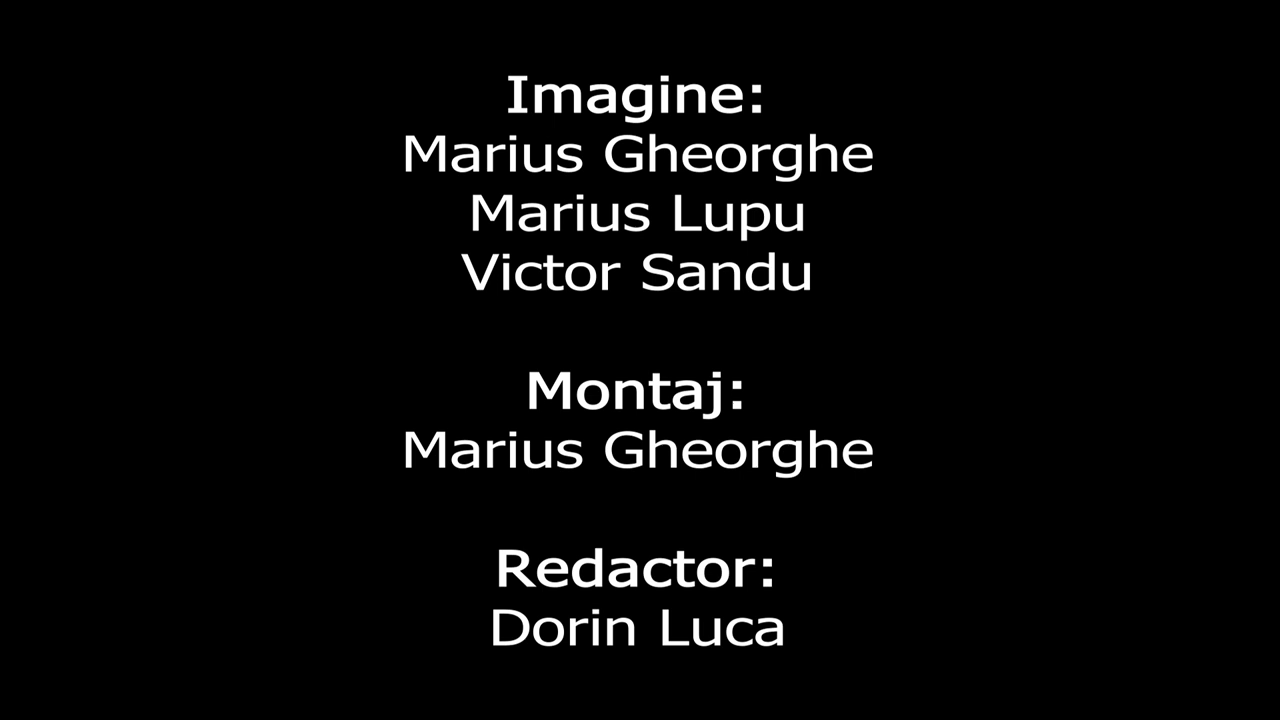 Imagine:
Marius Gheorghe
Marius Lupu
Victor Sandu
Montaj:
Marius Gheorghe
Redactor:
Dorin Luca